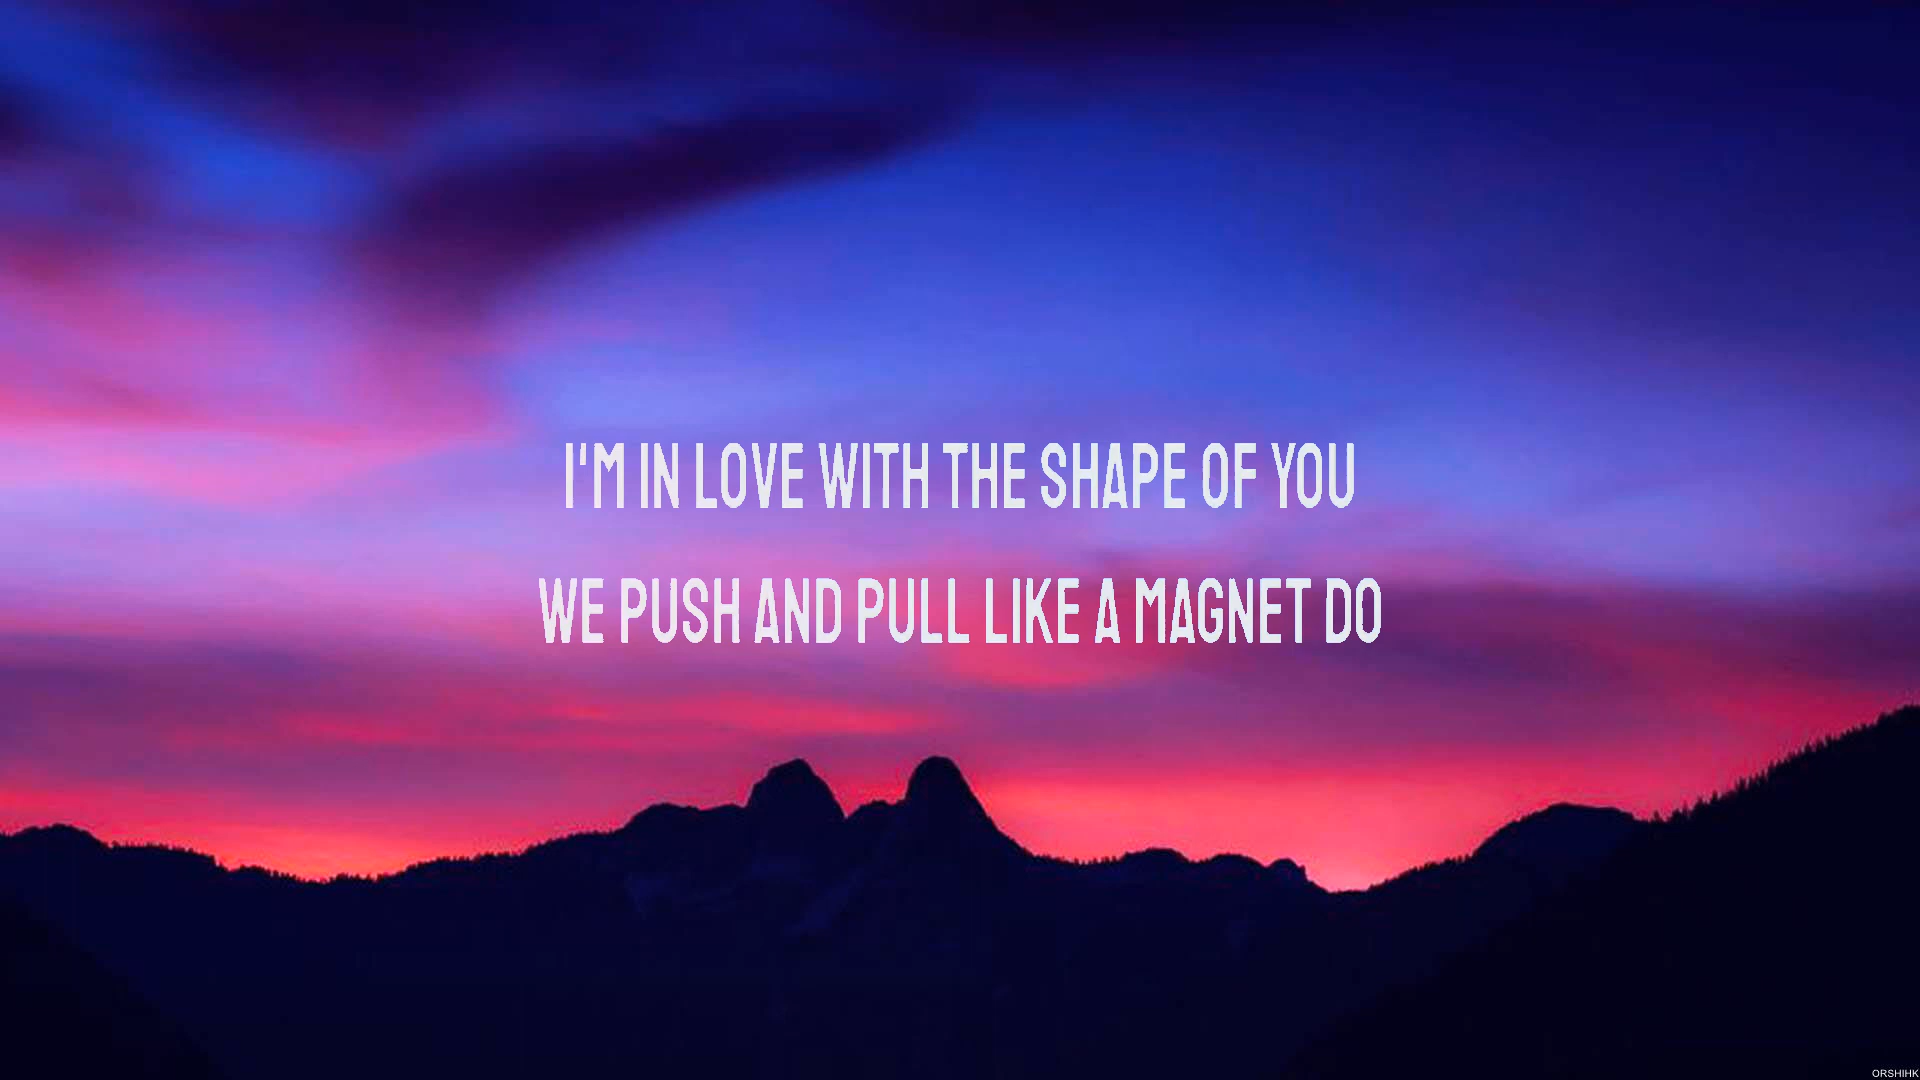 I'M IN LOVE WITH THE SHAPE OF YOU
WE PUSH AND PULL LIKE A MAGNET DO
ORSHIHK